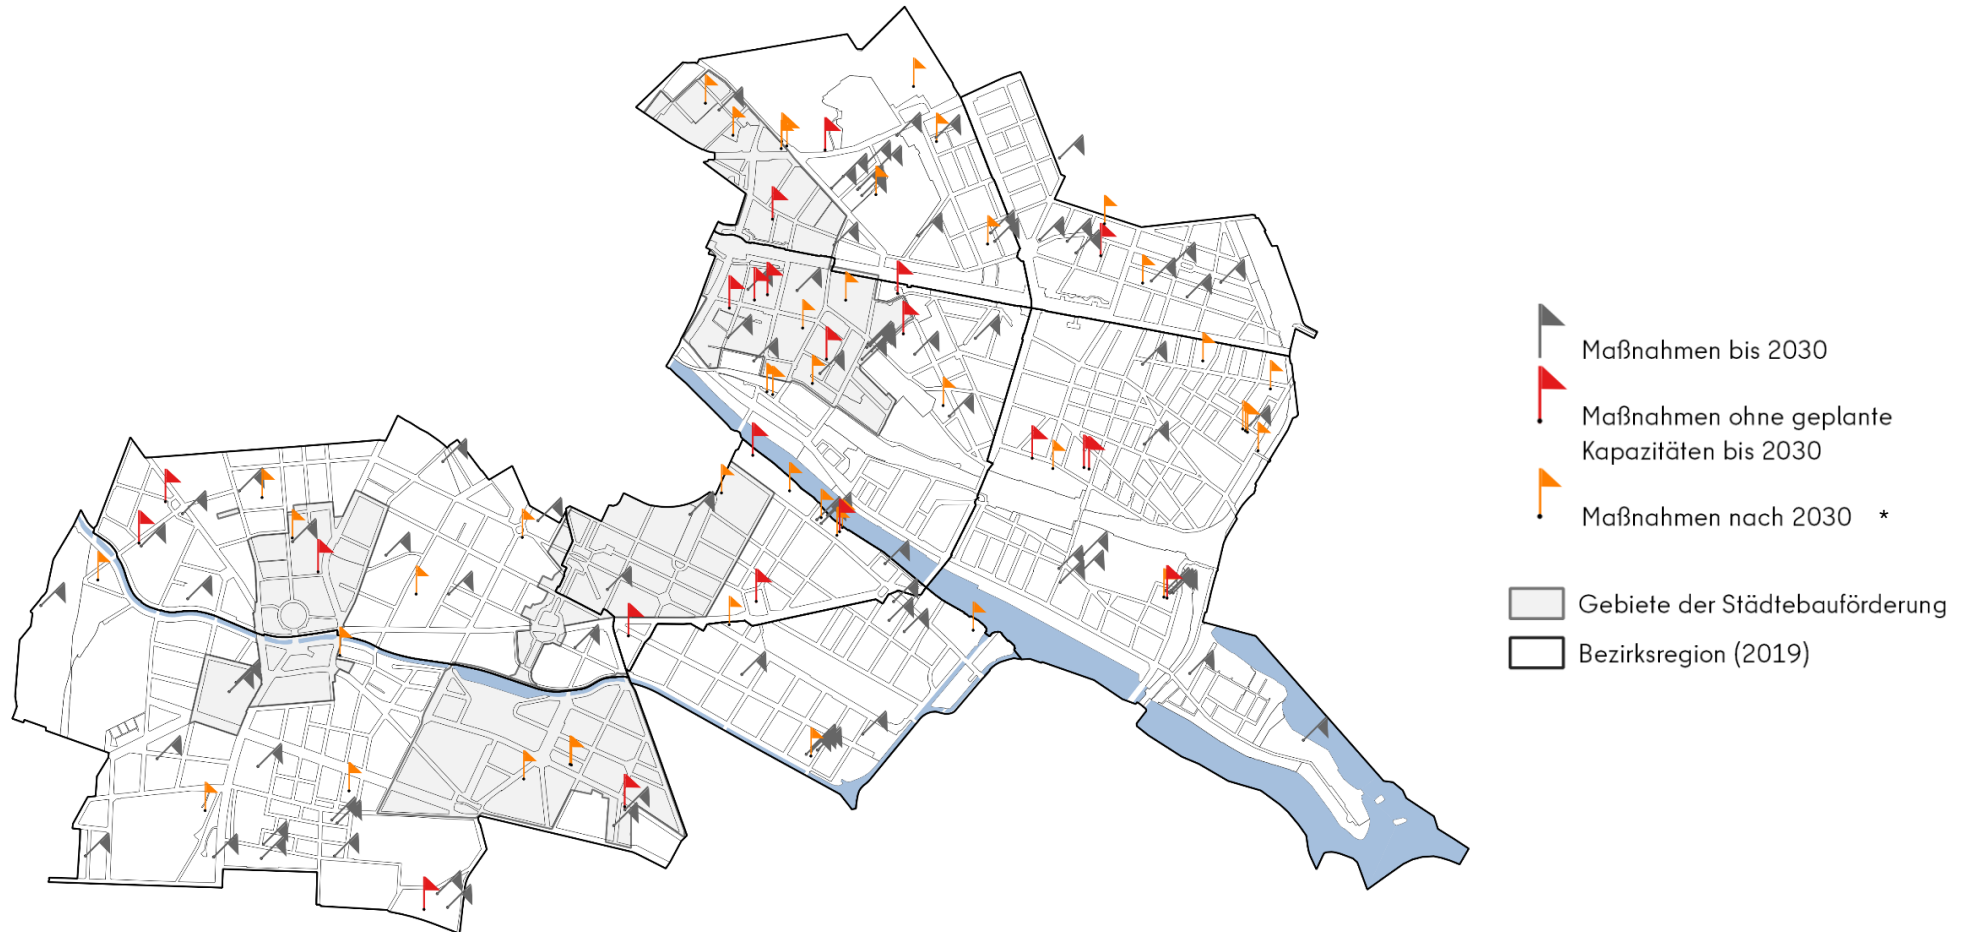 Maßnahmen bis 2030
Maßnahmen ohne geplante
Kapazitäten bis 2030
Maßnahmen nach 2030 *
Gebiete der Städtebauförderung
Bezirksregion (2019)